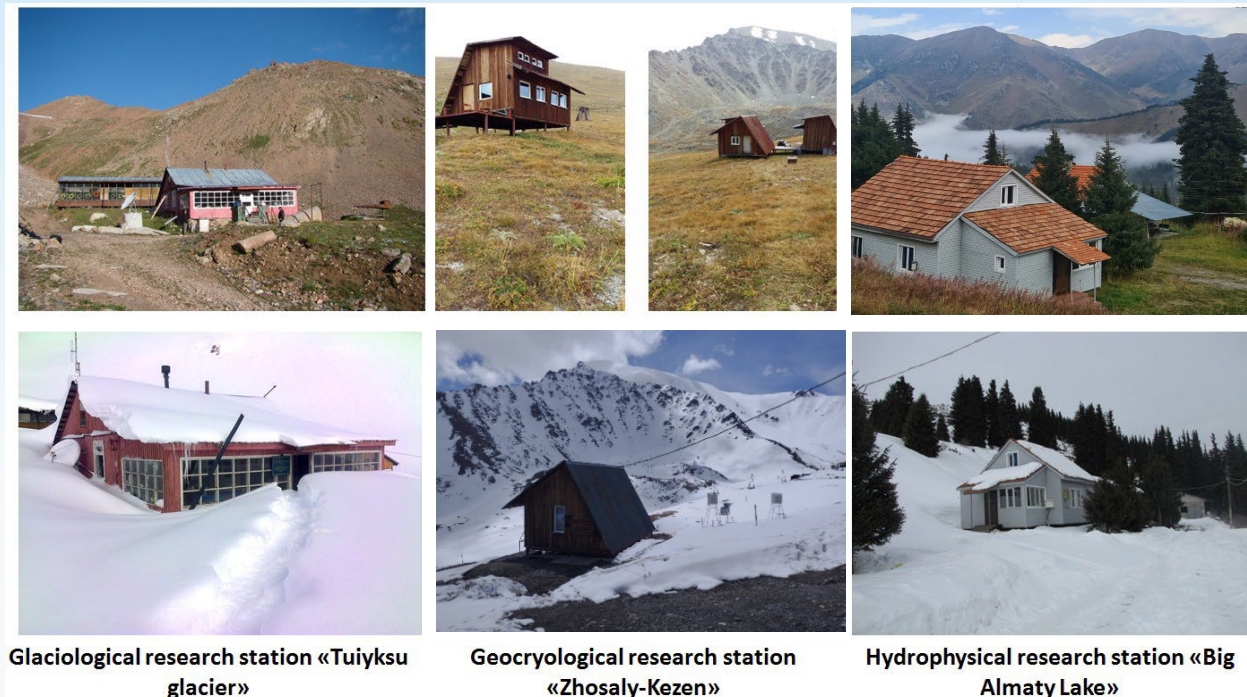 Glaciological research station «Tuiyksu
glacier»
Geocryological research station
«Zhosaly-Kezen»
Hydrophysical research station «Big
Almaty Lake»